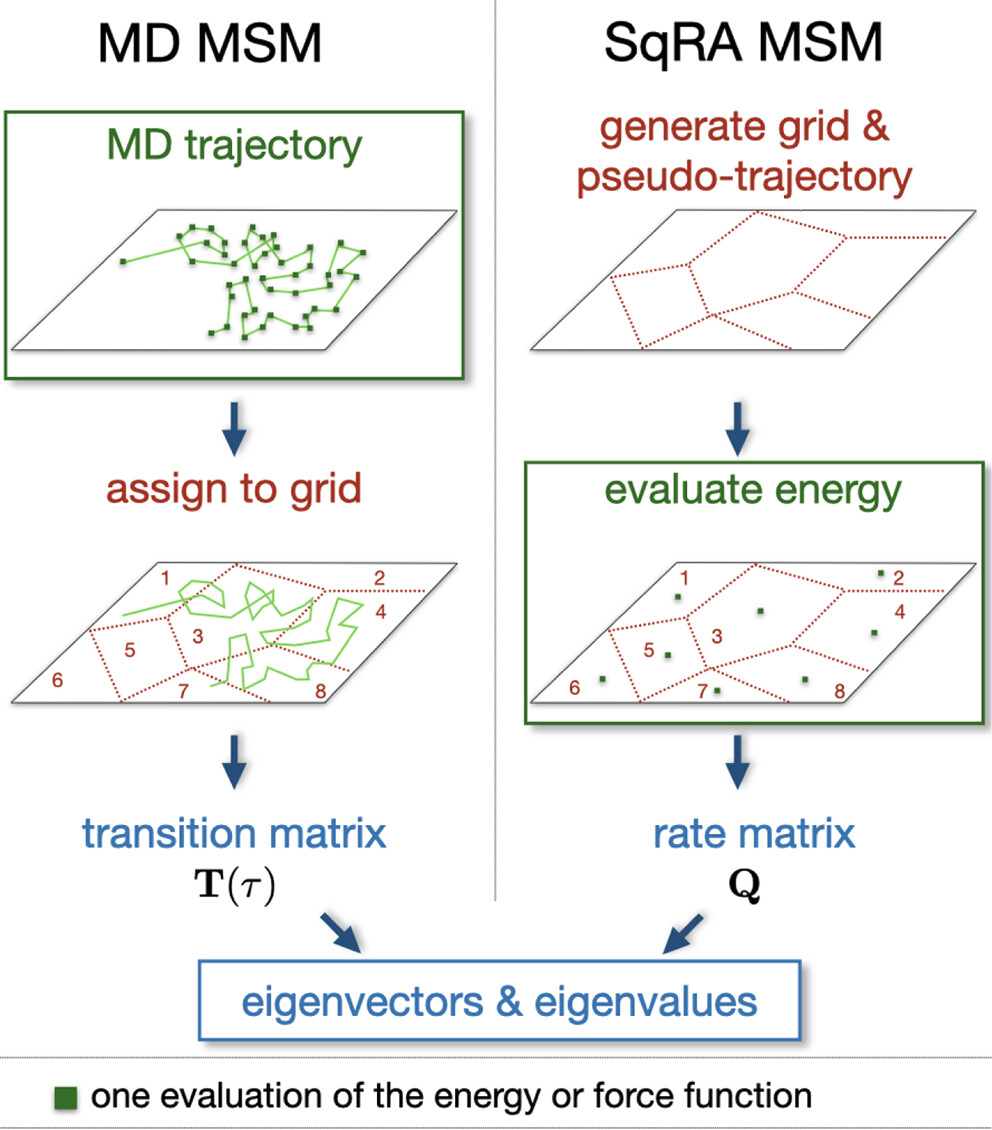 MD MSM
MD trajectory
assign to grid
1
2
3
4
5
6
7
8
transition matrix
T(τ)
SqRA MSM
generate grid &
pseudo-trajectory
evaluate energy
1
2
3
4
5
6
7
8
rate matrix
Q
eigenvectors & eigenvalues
one evaluation of the energy or force function